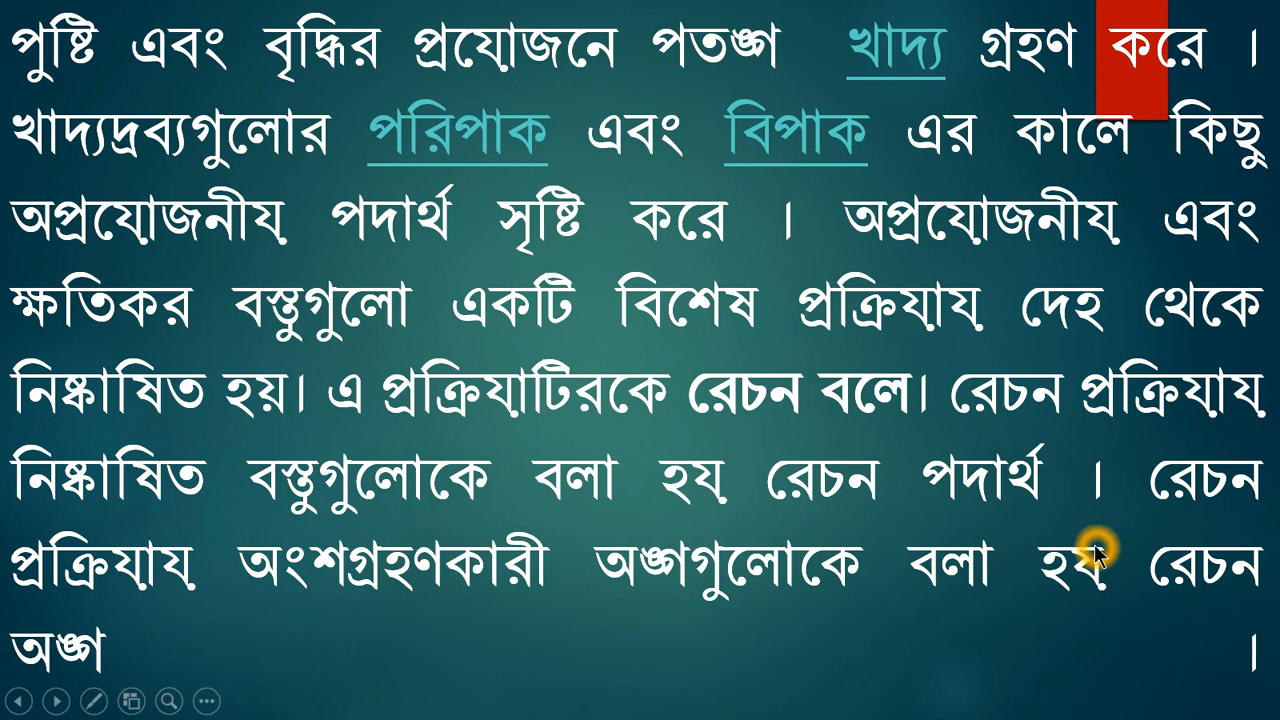 পুষ্টি এবং বৃদ্ধির প্রয়োজনে পতঙ্গ খাদ্য গ্রহণ করে ।
খাদ্যদ্রব্যগুলোর পরিপাক এবং বিপাক এর কালে কিছু
অপ্রয়োজনীয় পদার্থ সৃষ্টি করে । অপ্রয়োজনীয় এবং
ক্ষতিকর বস্তুগুলো একটি বিশেষ প্রক্রিয়ায় দেহ থেকে
নিষ্কাষিত হয়। এ প্রক্রিয়াটিরকে রেচন বলে। রেচন প্রক্রিয়ায়
নিষ্কাষিত বস্তুগুলোকে বলা হয় রেচন পদার্থ । রেচন
প্রক্রিয়ায় অংশগ্রহণকারী অঙ্গগুলোকে বলা হয় রেচন
অঙ্গ ।